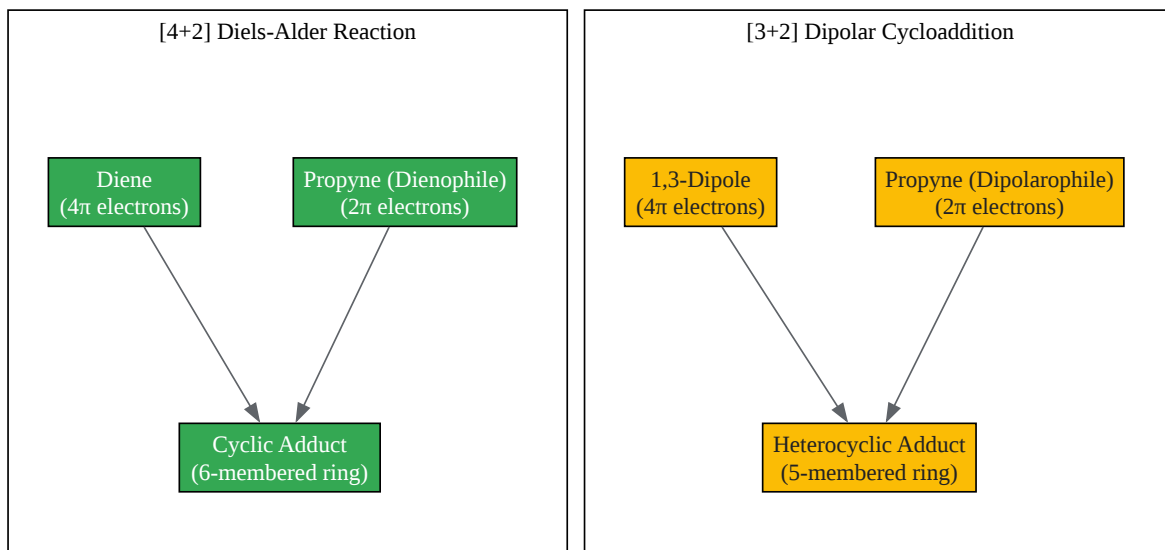 [4+2] Diels-Alder Reaction
Diene
(4π electrons)
Propyne (Dienophile)
(2π electrons)
Cyclic Adduct
(6-membered ring)
[3+2] Dipolar Cycloaddition
1,3-Dipole
(4π electrons)
Propyne (Dipolarophile)
(2π electrons)
Heterocyclic Adduct
(5-membered ring)